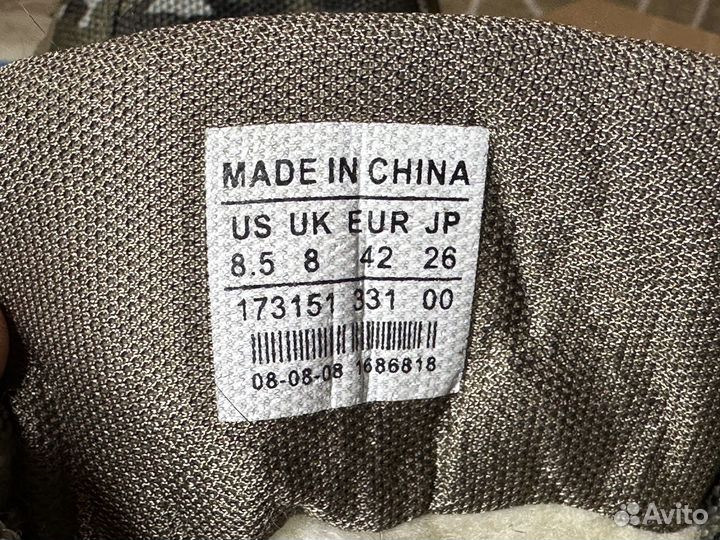 MADE IN CHINA
US UK EUR JP
8.5 8 42 26
173151 331 00
08-08-08 1686818
Avito